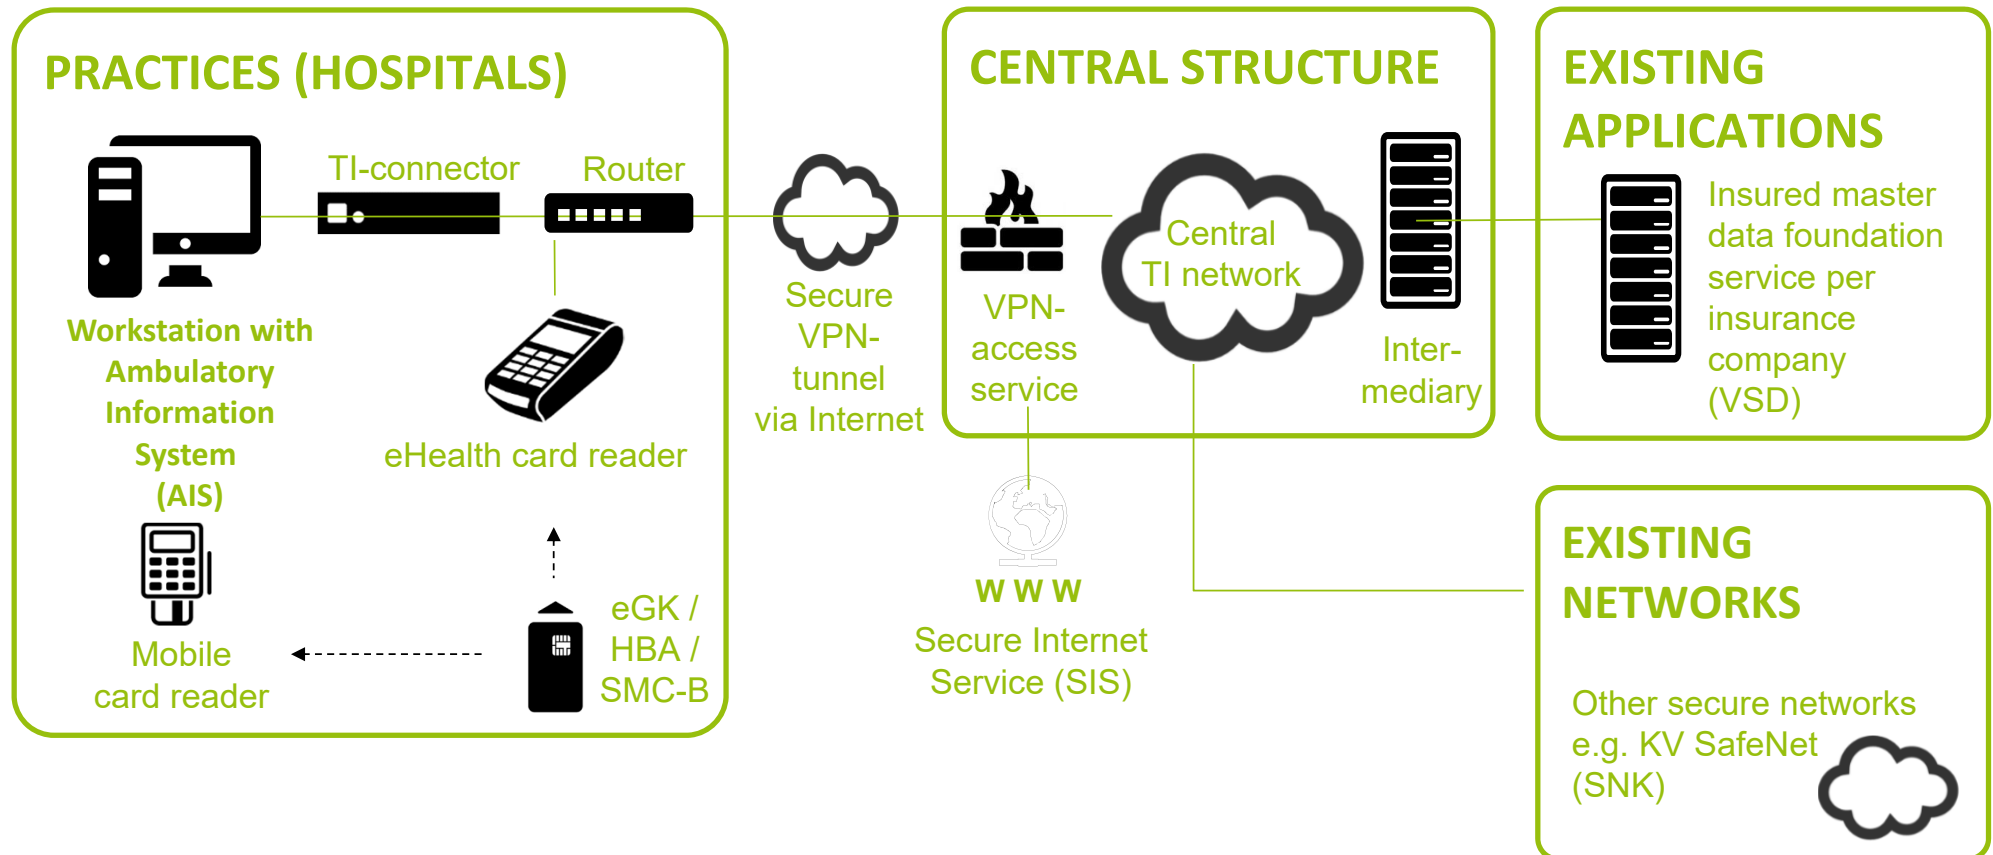 PRACTICES (HOSPITALS)
TI-connector
Router
Workstation with
Ambulatory
Information
System
(AIS)
eHealth card reader
Mobile
card reader
eGK /
HBA /
SMC-B
Secure
VPN-
tunnel
via Internet
CENTRAL STRUCTURE
VPN-
access
service
Central
TI network
Inter-
mediary
W W W
Secure Internet
Service (SIS)
EXISTING
APPLICATIONS
Insured master
data foundation
service per
insurance
company
(VSD)
EXISTING
NETWORKS
Other secure networks
e.g. KV SafeNet
(SNK)